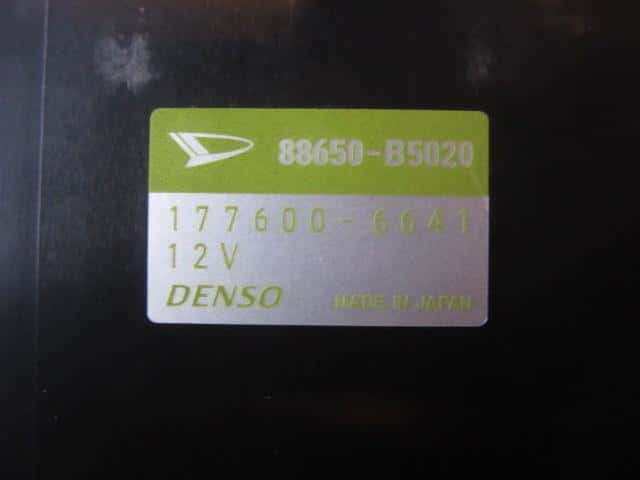 88650-B5020
177600-6641
12V
DENSO MADE IN JAPAN